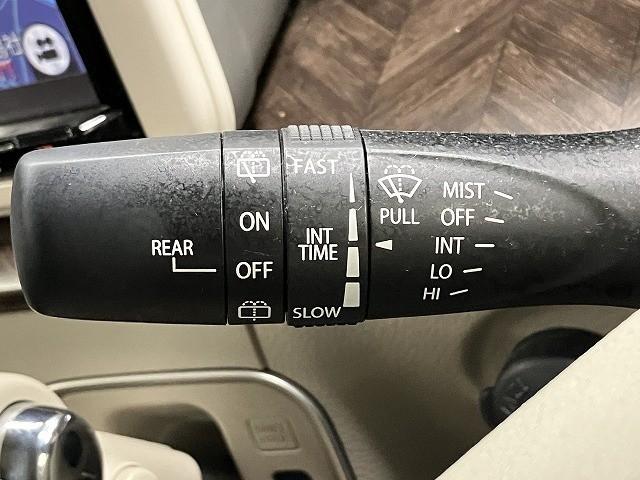 REAR
ON
OFF
FAST
INT
TIME
SLOW
PULL
MIST
OFF
INT
LO
HI